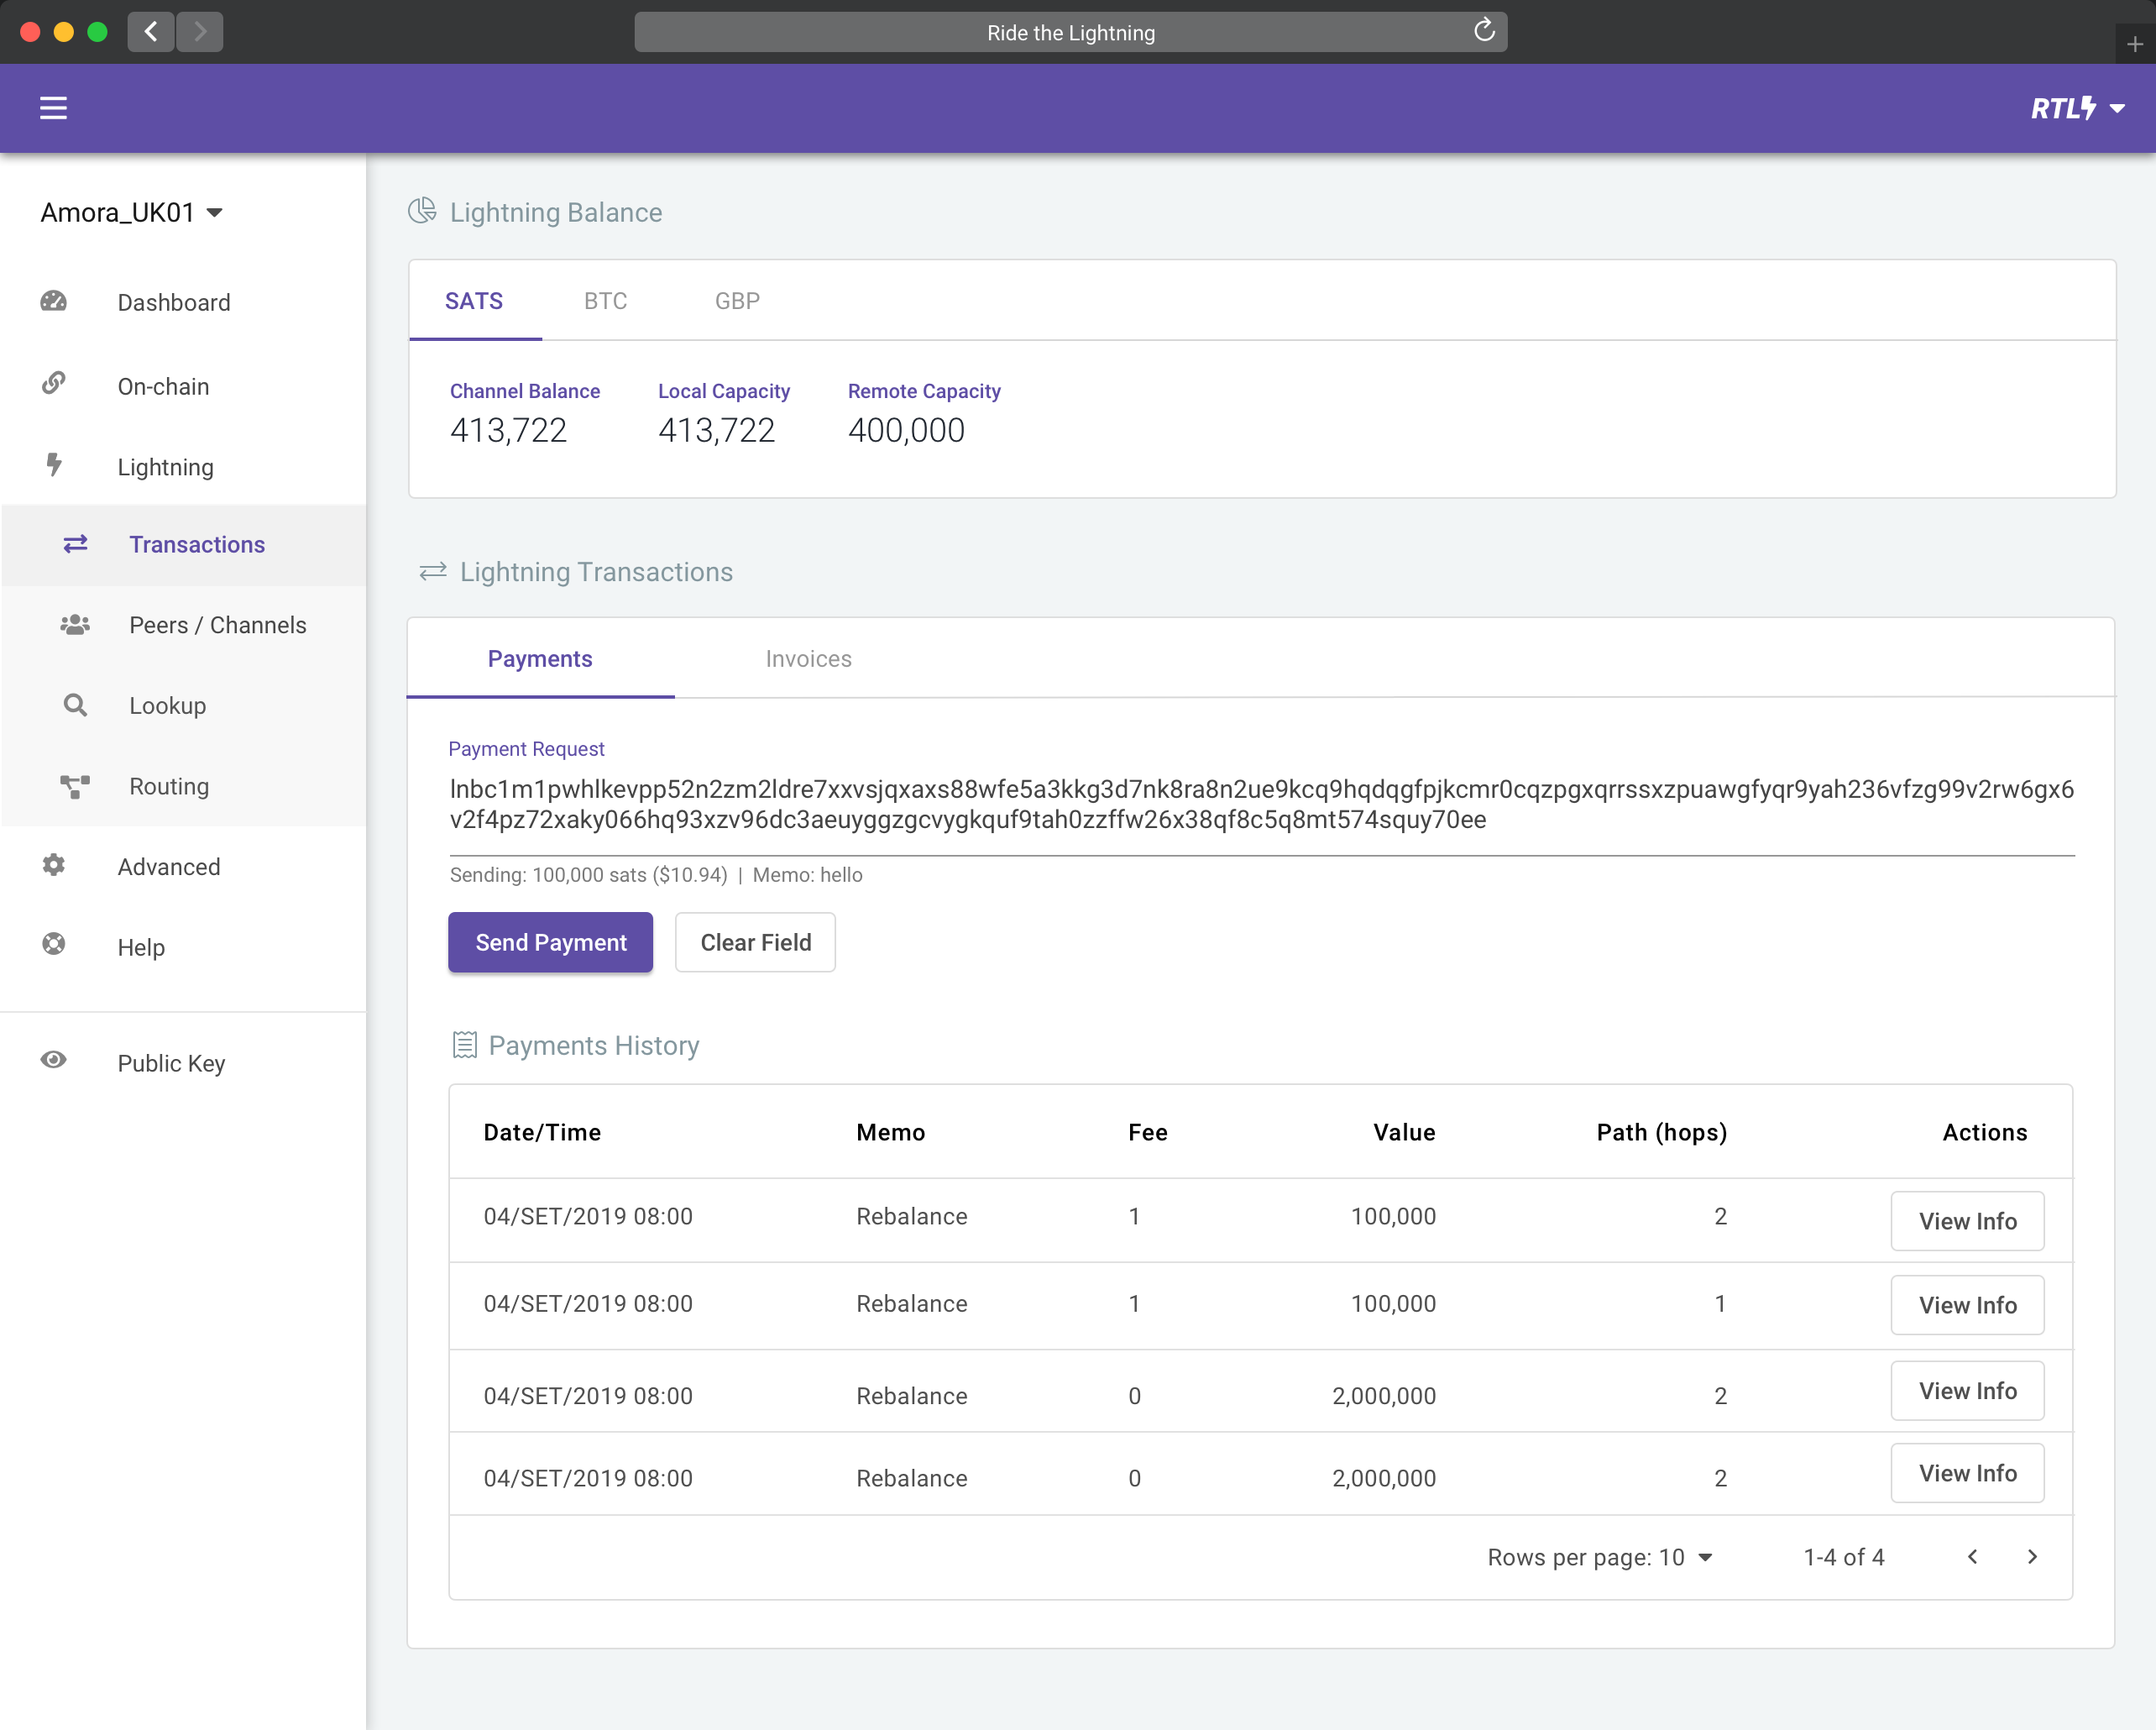 Ride the Lightning
RTL
Amora_UK01
Dashboard
On-chain
Lightning
Transactions
Peers / Channels
Lookup
Routing
Advanced
Help
Public Key
Lightning Balance
SATS BTC GBP
Channel Balance Local Capacity Remote Capacity
413,722 413,722 400,000
Lightning Transactions
Payments Invoices
Payment Request
lnbc1m1pwhlkevpp52n2zm2ldre7xxvsjqxaxs88wfe5a3kkg3d7nk8ra8n2ue9kcq9hqdqgfpjkcmr0cqzpgxqrrssxzpuawgfyqr9yah236vfzg99v2rw6gx6
v2f4pz72xaky066hq93xzv96dc3aeuyggzgcvygkquf9tah0zzffw26x38qf8c5q8mt574squy70ee
Sending: 100,000 sats ($10.94) | Memo: hello
Send Payment Clear Field
Payments History
Date/Time Memo Fee Value Path (hops) Actions
04/SET/2019 08:00 Rebalance 1 100,000 2 View Info
04/SET/2019 08:00 Rebalance 1 100,000 1 View Info
04/SET/2019 08:00 Rebalance 0 2,000,000 2 View Info
04/SET/2019 08:00 Rebalance 0 2,000,000 2 View Info
Rows per page: 10 1-4 of 4